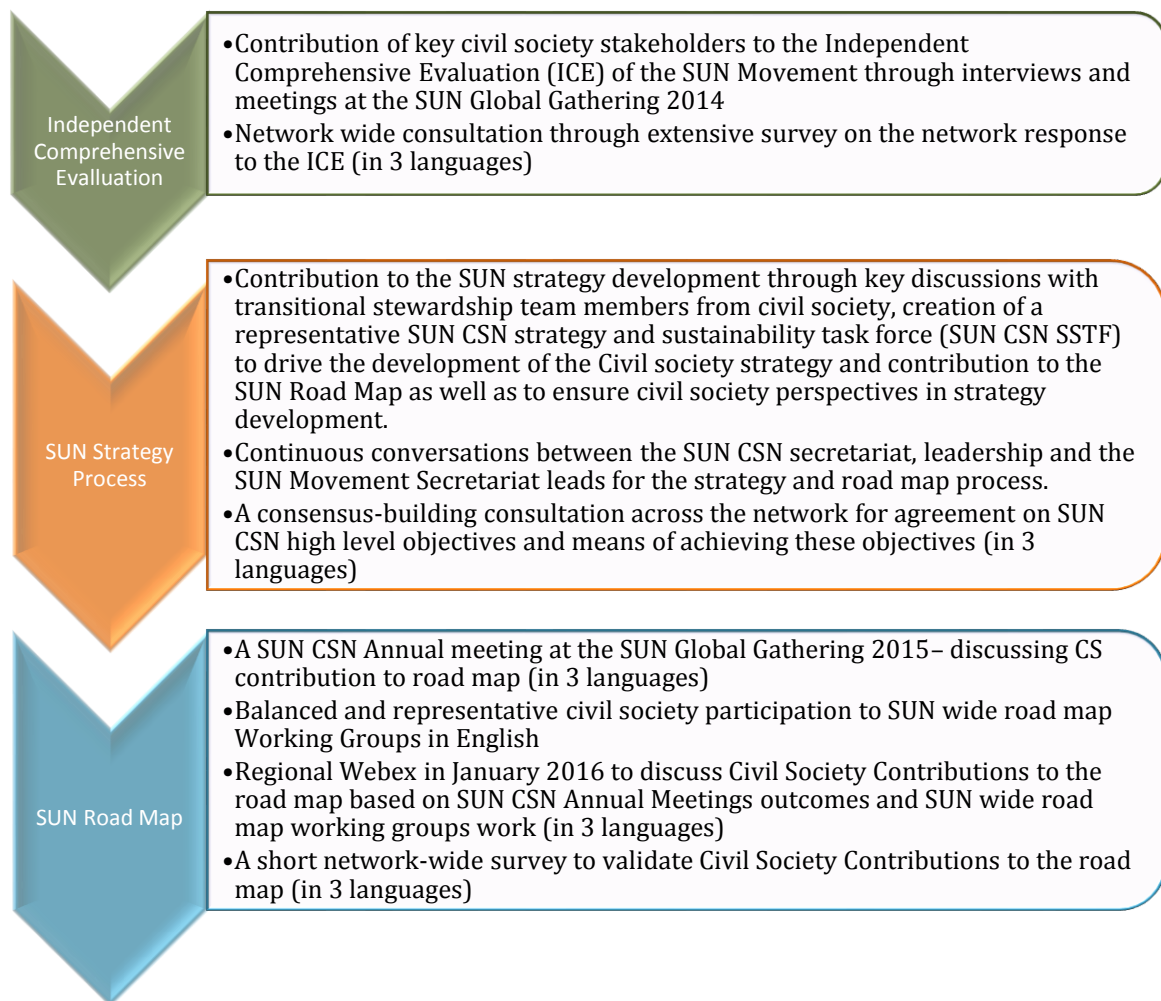 Independent
Comprehensive
Evalluation
•Contribution of key civil society stakeholders to the Independent
Comprehensive Evaluation (ICE) of the SUN Movement through interviews and
meetings at the SUN Global Gathering 2014
•Network wide consultation through extensive survey on the network response
to the ICE (in 3 languages)
SUN Strategy
Process
•Contribution to the SUN strategy development through key discussions with
transitional stewardship team members from civil society, creation of a
representative SUN CSN strategy and sustainability task force (SUN CSN SSTF)
to drive the development of the Civil society strategy and contribution to the
SUN Road Map as well as to ensure civil society perspectives in strategy
development.
•Continuous conversations between the SUN CSN secretariat, leadership and the
SUN Movement Secretariat leads for the strategy and road map process.
•A consensus-building consultation across the network for agreement on SUN
CSN high level objectives and means of achieving these objectives (in 3
languages)
SUN Road Map
•A SUN CSN Annual meeting at the SUN Global Gathering 2015– discussing CS
contribution to road map (in 3 languages)
•Balanced and representative civil society participation to SUN wide road map
Working Groups in English
•Regional Webex in January 2016 to discuss Civil Society Contributions to the
road map based on SUN CSN Annual Meetings outcomes and SUN wide road
map working groups work (in 3 languages)
•A short network-wide survey to validate Civil Society Contributions to the road
map (in 3 languages)